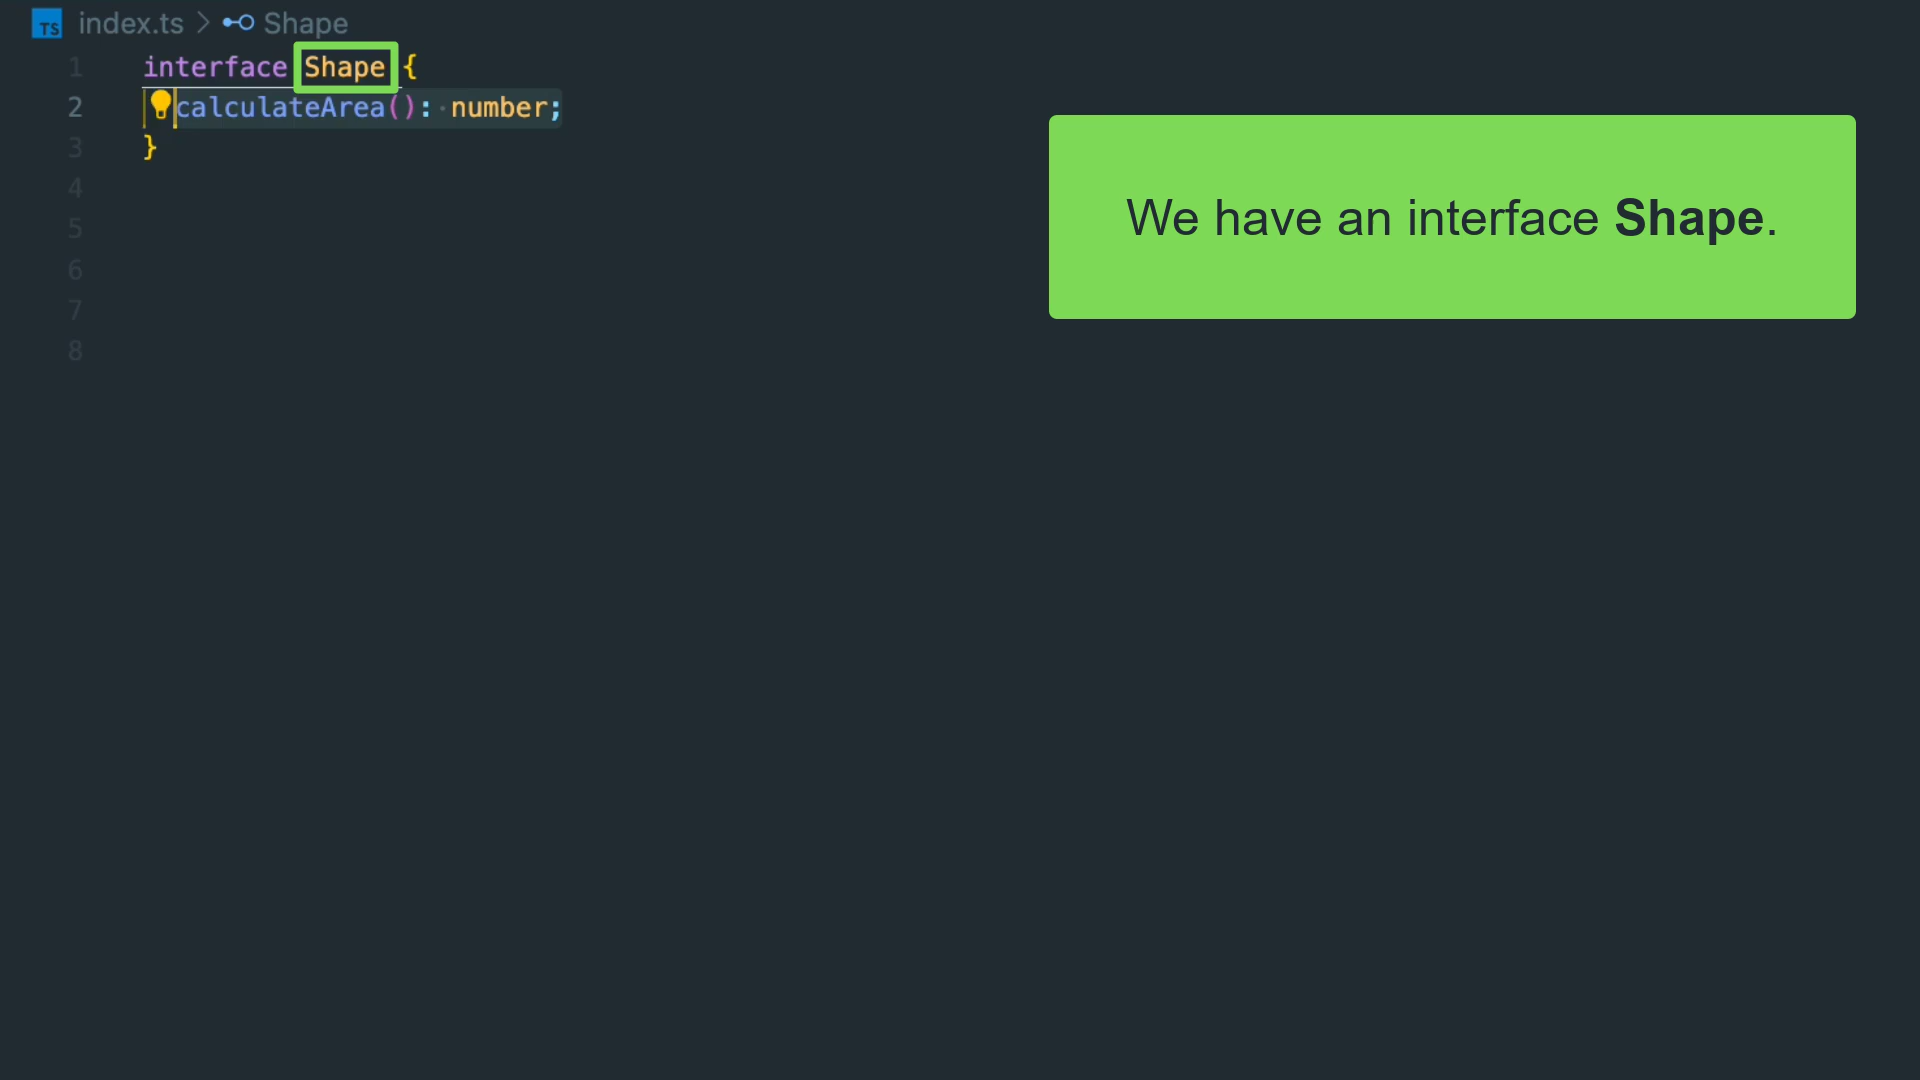 TS index.ts > Shape
1 interface Shape {
2 calculateArea(): number;
3 }
4
5
6
7
8
We have an interface Shape.